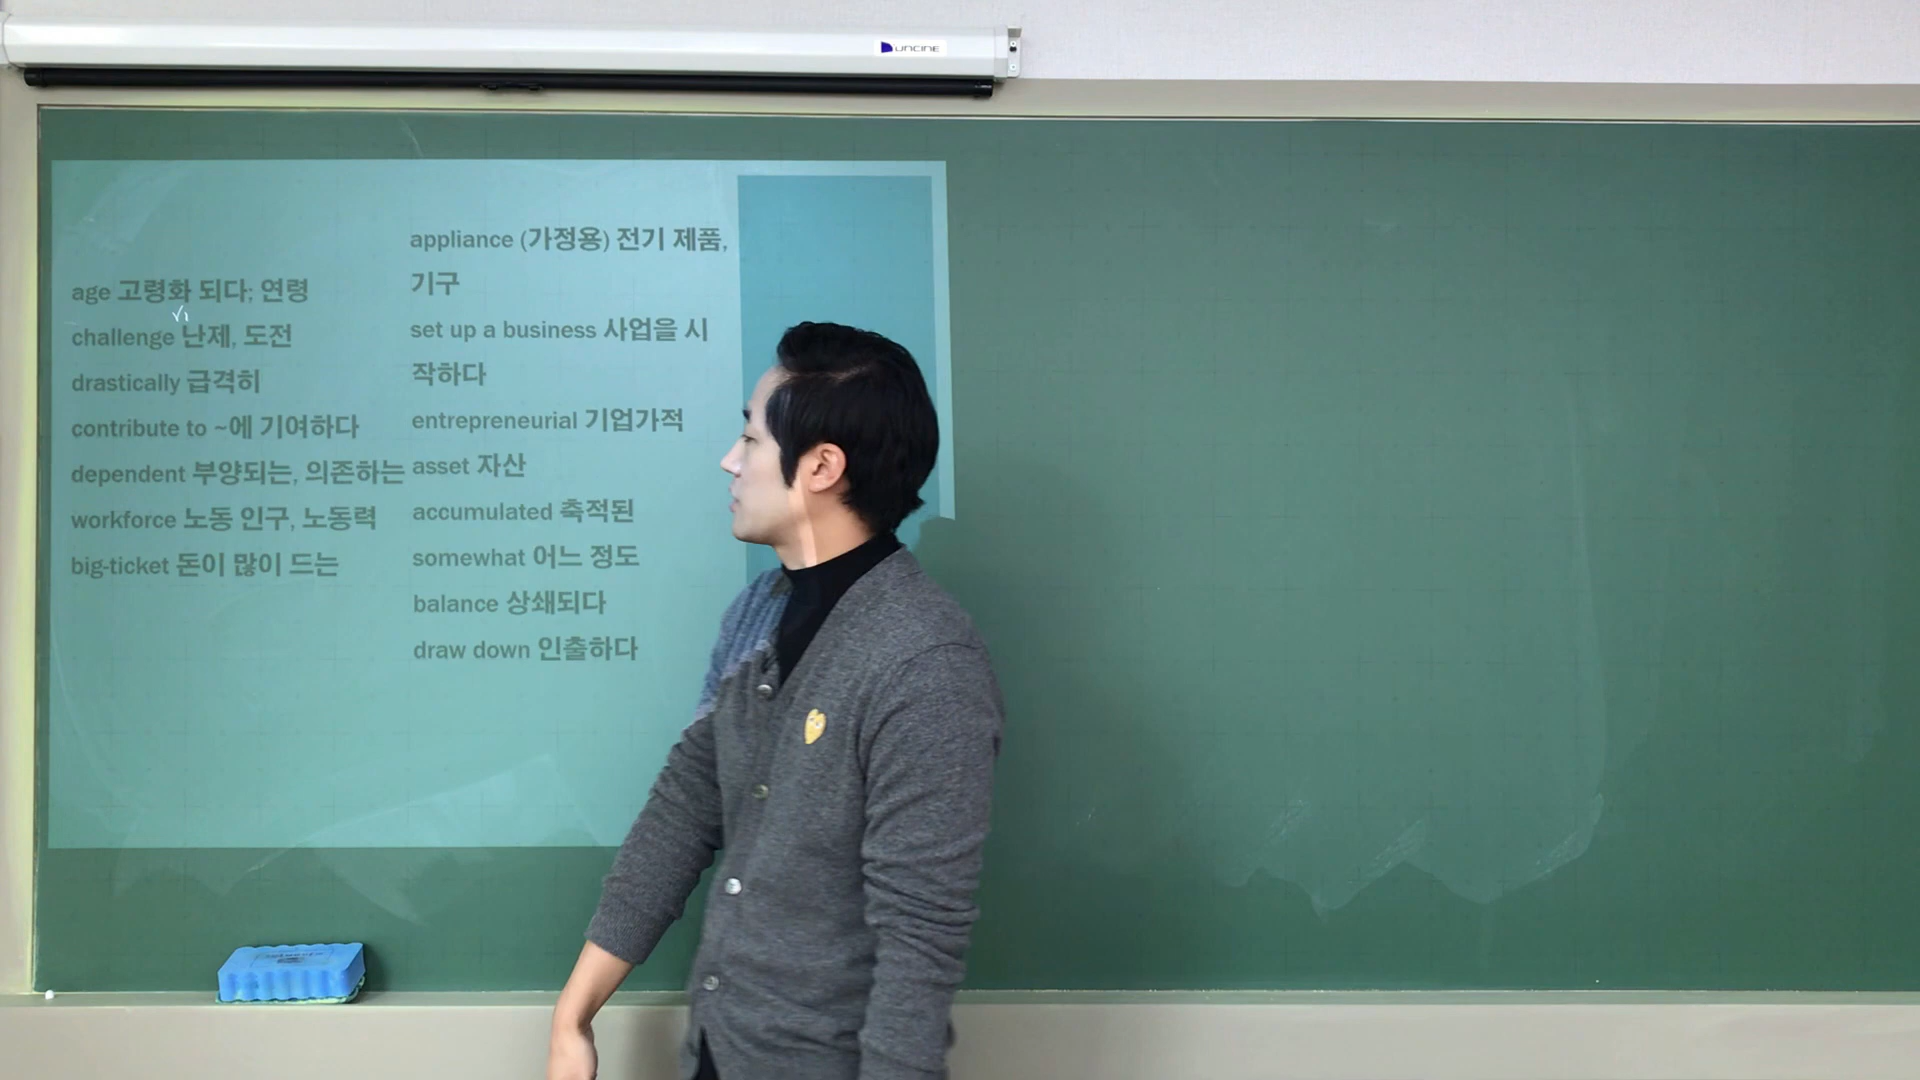 UNCINE
age 고령화 되다; 연령
challenge 난제, 도전
drastically 급격히
contribute to ~에 기여하다
dependent 부양되는, 의존하는
workforce 노동 인구, 노동력
big-ticket 돈이 많이 드는
appliance (가정용) 전기 제품,
기구
set up a business 사업을 시
작하다
entrepreneurial 기업가적
asset 자산
accumulated 축적된
somewhat 어느 정도
balance 상쇄되다
draw down 인출하다